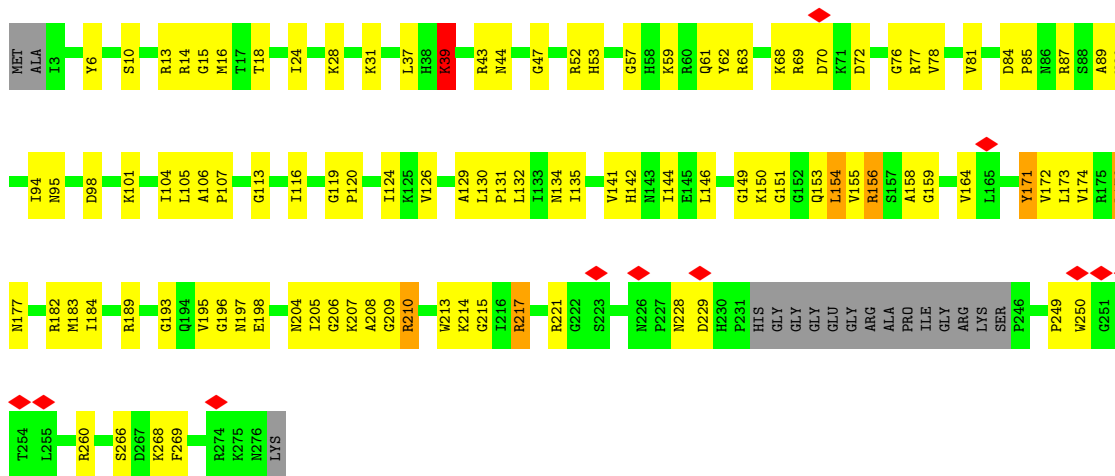 MET ALA I3 Y6 S10 R13 R14 G15 M16 T17 T18 I24 K28 K31 L37 H38 K39 R43 N44 G47 R52 H53 G57 H58 K59 R60 Q61 Y62 R63 K68 R69 D70 K71 D72 G76 R77 V78 V81 D84 P85 N86 R87 S88 A89
I94 N95 D98 K101 I104 L105 A106 P107 G113 I116 G119 P120 I124 K125 V126 A129 L130 P131 L132 I133 N134 I135 V141 H142 N143 I144 E145 L146 G149 K150 G151 G152 Q153 L154 V155 R156 S157 A158 G159 V164 L165 Y171 V172 L173 V174 R175
N177 R182 M183 I184 R189 G193 Q194 V195 G196 N197 E198 N204 I205 G206 K207 A208 G209 R210 W213 K214 G215 I216 R217 R221 G222 S223 N226 P227 N228 D229 H230 P231 HIS GLY GLY GLY GLU GLY ARG ALA PRO ILE GLY ARG LYS SER P246 P249 W250 G251
T254 L255 R260 S266 D267 K268 F269 R274 K275 N276 LYS